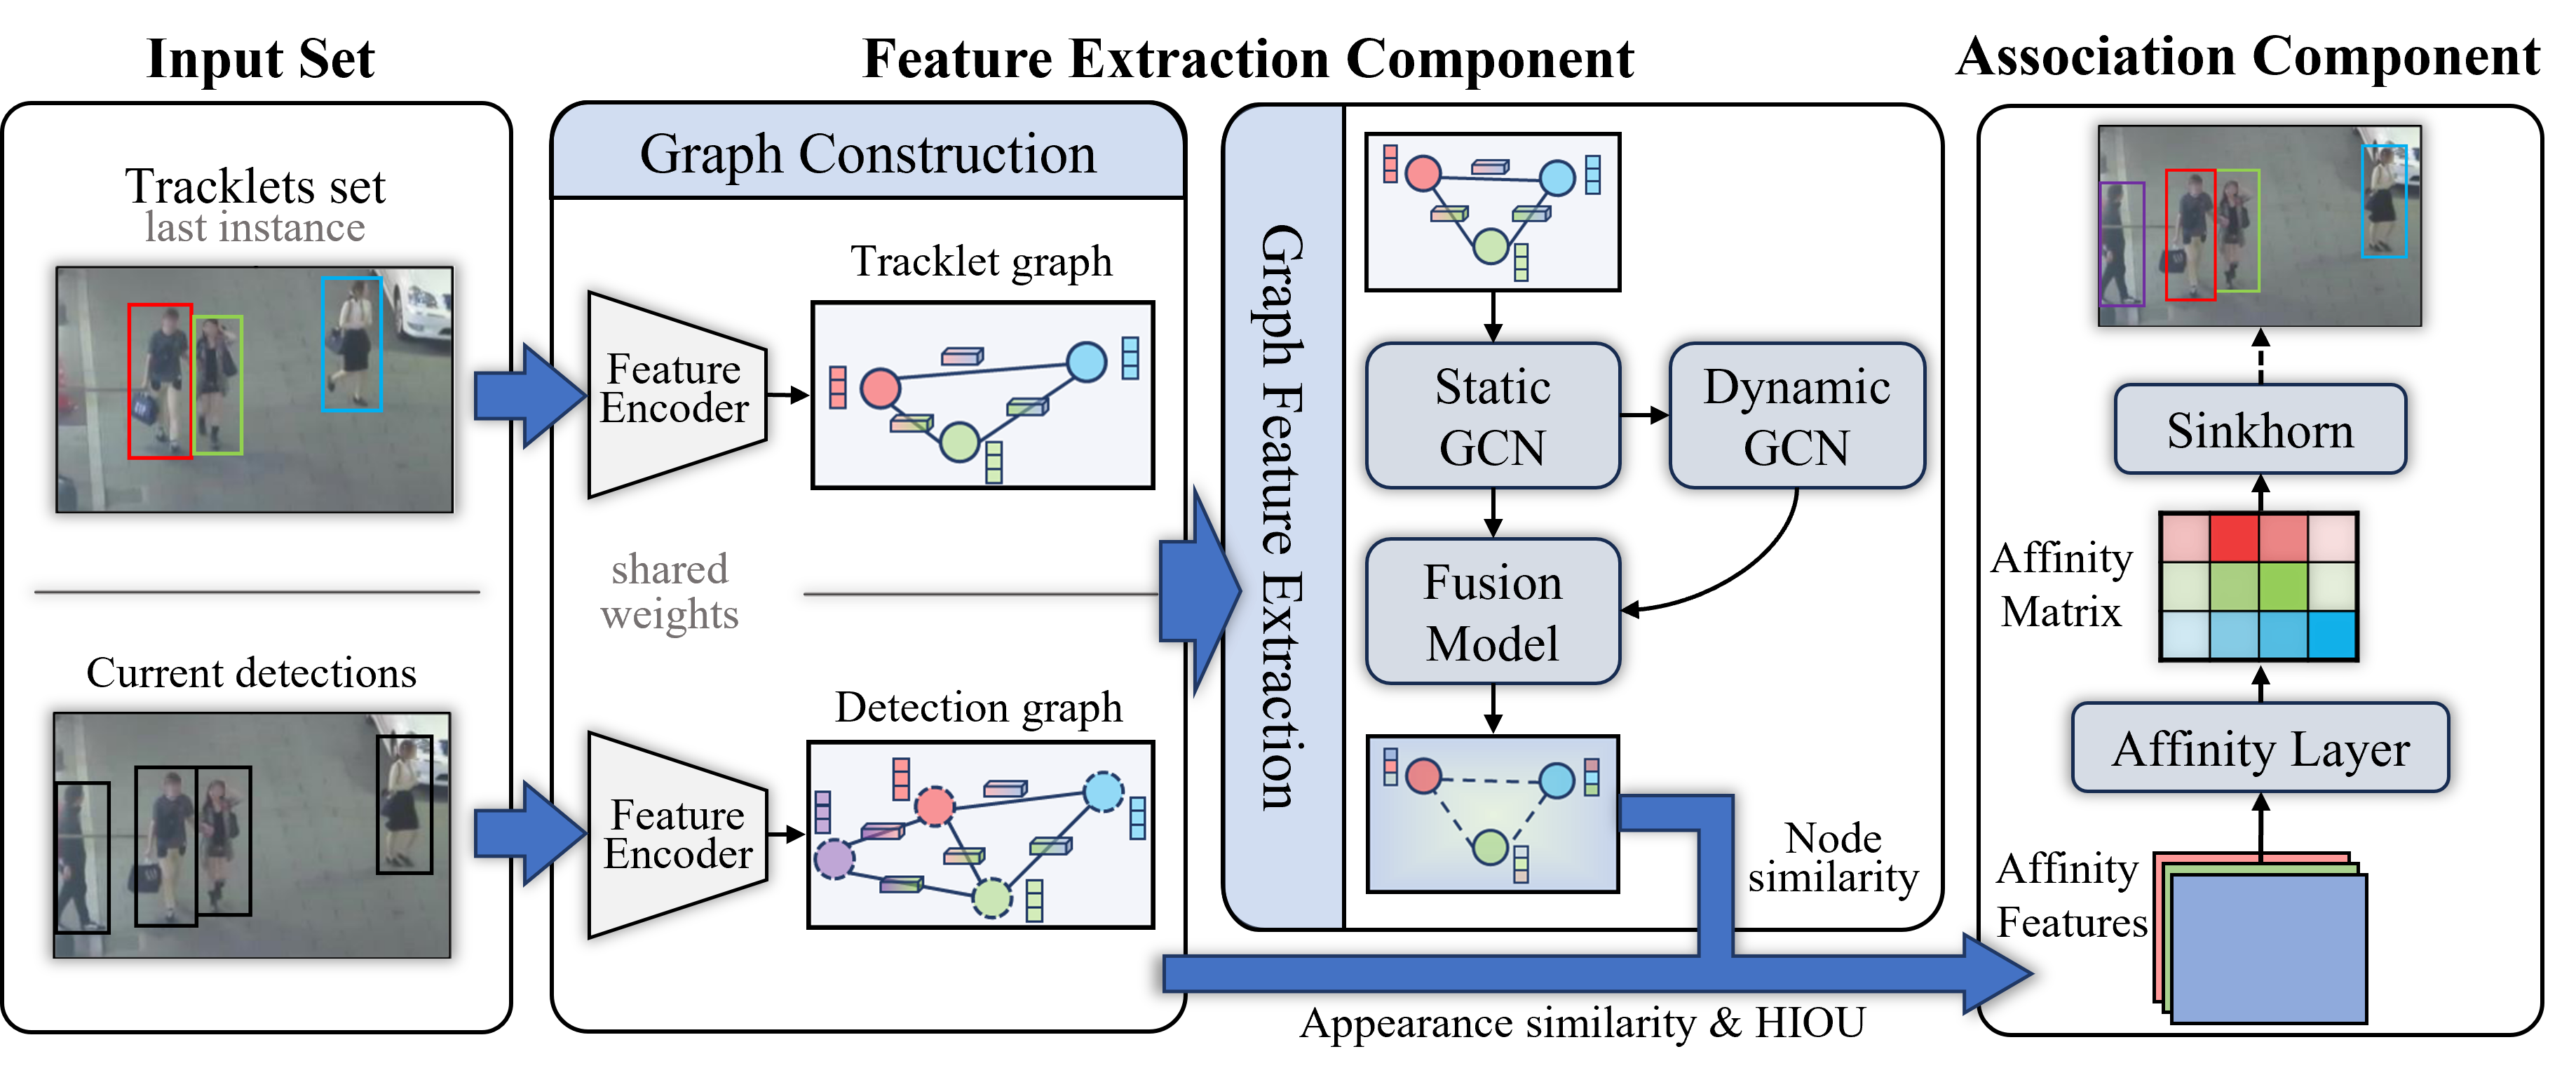 Input Set
Feature Extraction Component
Association Component
Tracklets set
last instance
Current detections
Graph Construction
Feature
Encoder
Tracklet graph
shared
weights
Feature
Encoder
Detection graph
Graph Feature Extraction
Static
GCN
Dynamic
GCN
Fusion
Model
Node
similarity
Appearance similarity & HIOU
Sinkhorn
Affinity
Matrix
Affinity Layer
Affinity
Features